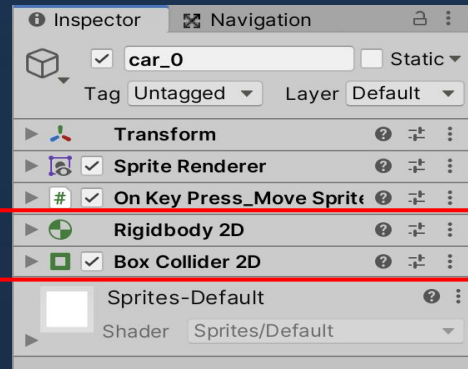 Inspector Navigation
car_0 Static
Tag Untagged Layer Default
Transform
Sprite Renderer
# On Key Press_Move Sprite
Rigidbody 2D
Box Collider 2D
Sprites-Default
Shader Sprites/Default